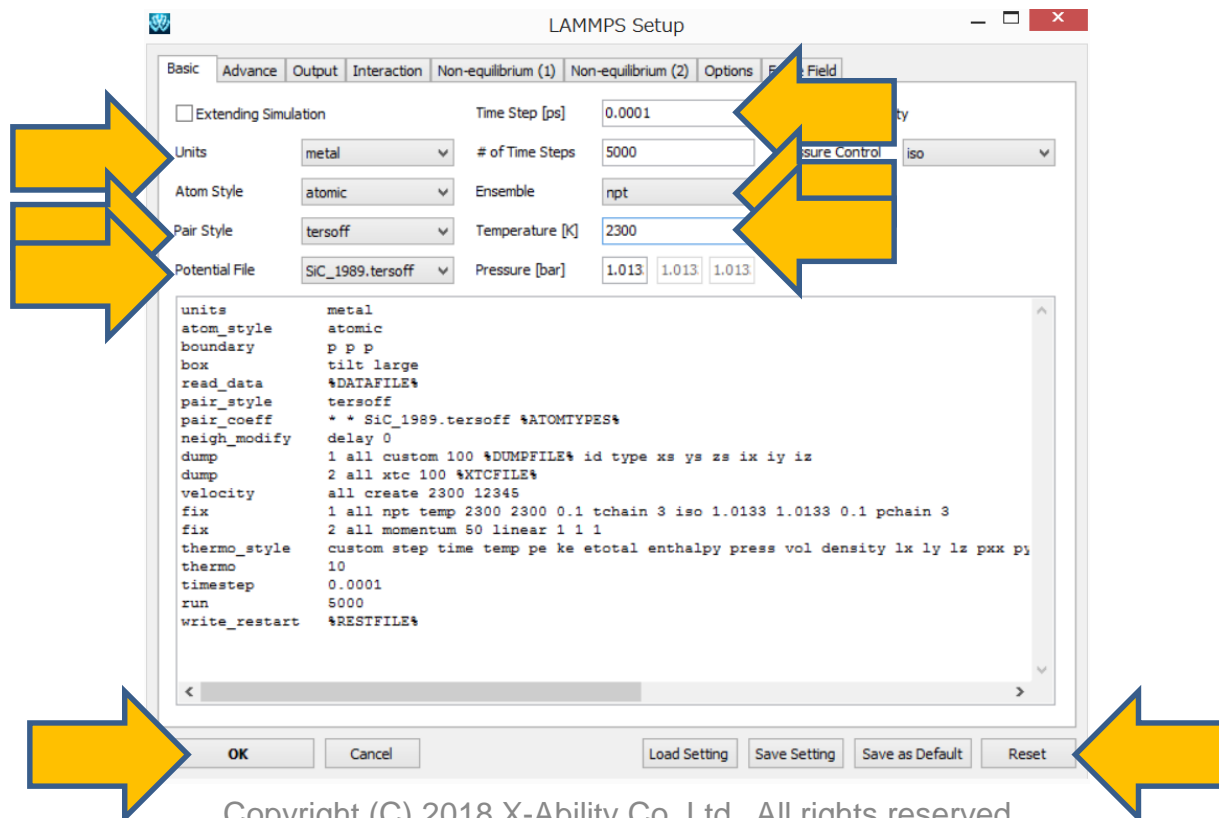 LAMMPS Setup
Basic Advance Output Interaction Non-equilibrium (1) Non-equilibrium (2) Options Field
Extending Simulation Time Step [ps] 0.0001
Units metal # of Time Steps 5000 Control iso
Atom Style atomic Ensemble npt
Pair Style tersoff Temperature [K] 2300
Potential File SiC_1989.tersoff Pressure [bar] 1.013 1.013 1.013
units metal
atom_style atomic
boundary p p p
box tilt large
read_data %DATAFILE%
pair_style tersoff
pair_coeff * * SiC_1989.tersoff %ATOMTYPES%
neigh_modify delay 0
dump 1 all custom 100 %DUMPFILE% id type xs ys zs ix iy iz
dump 2 all xtc 100 %XTCFILE%
velocity all create 2300 12345
fix 1 all npt temp 2300 2300 0.1 tchain 3 iso 1.0133 1.0133 0.1 pchain 3
fix 2 all momentum 50 linear 1 1 1
thermo_style custom step time temp pe ke etotal enthalpy press vol density lx ly lz pxx py
thermo 10
timestep 0.0001
run 5000
write_restart %RESTFILE%
OK Cancel Load Setting Save Setting Save as Default Reset
Copyright (C) 2018 X-Ability Co. Ltd. All rights reserved